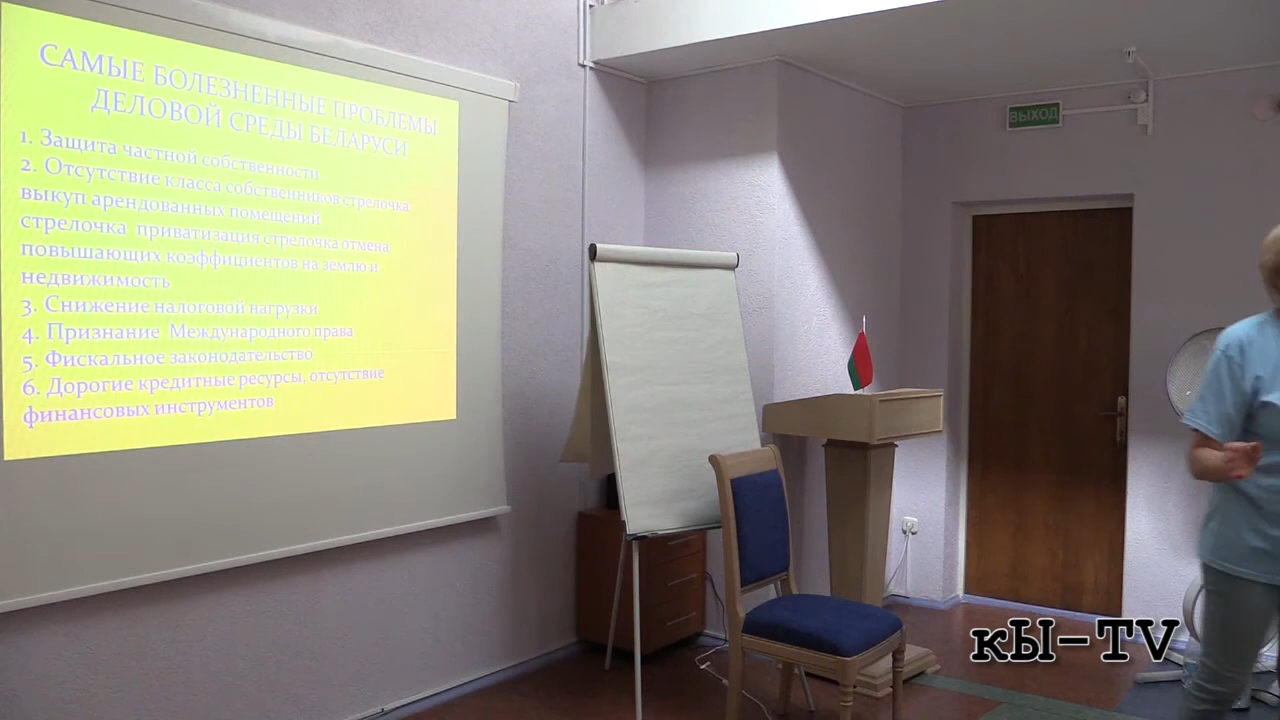 САМЫЕ БОЛЕЗНЕННЫЕ ПРОБЛЕМЫ
ДЕЛОВОЙ СРЕДЫ БЕЛАРУСИ
1. Защита частной собственности
2. Отсутствие класса собственников стрелочка
выкуп арендованных помещений
стрелочка приватизация стрелочка отмена
повышающих коэффициентов на землю и
недвижимость
3. Снижение налоговой нагрузки
4. Признание Международного права
5. Фискальное законодательство
6. Дорогие кредитные ресурсы, отсутствие
финансовых инструментов
ВЫХОД
кЫ-TV